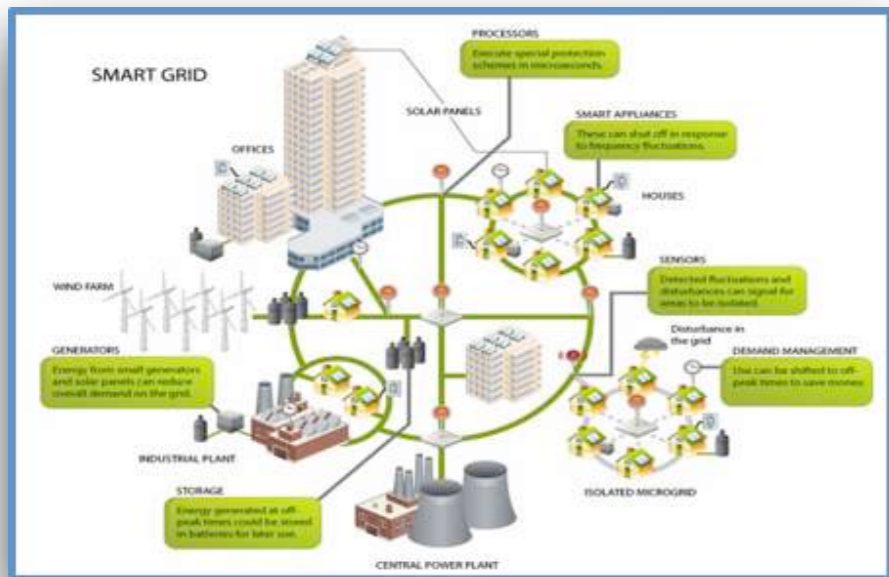 SMART GRID
PROCESSORS
Execute special protection
schemes in microseconds.
SOLAR PANELS
SMART APPLIANCES
These can shut off in response
to frequency fluctuations.
OFFICES
HOUSES
SENSORS
Detected fluctuations and
disturbances can signal for
areas to be isolated.
WIND FARM
Disturbance in
the grid
GENERATORS
Energy from small generators
and solar panels can reduce
overall demand on the grid.
DEMAND MANAGEMENT
Use can be shifted to off-
peak times to save money.
INDUSTRIAL PLANT
ISOLATED MICROGRID
STORAGE
Energy generated at off-
peak times could be stored
in batteries for later use.
CENTRAL POWER PLANT